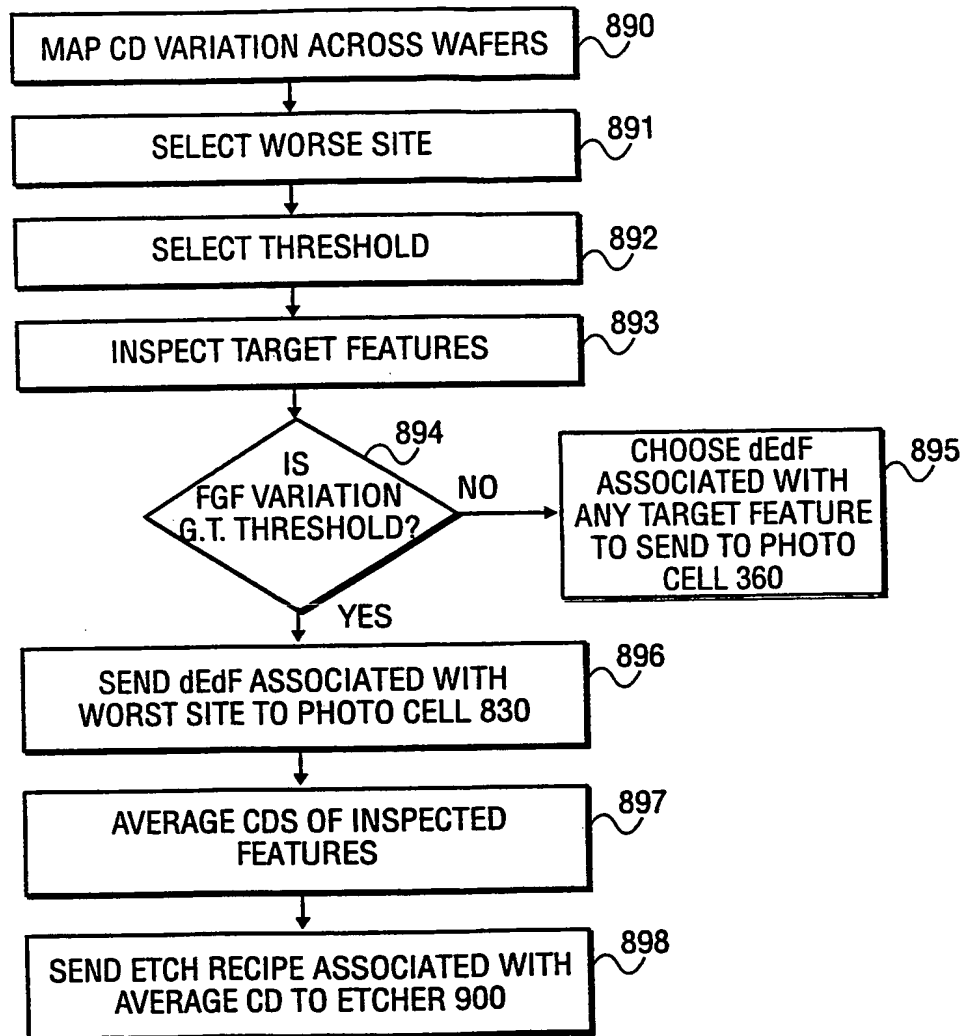 MAP CD VARIATION ACROSS WAFERS
890
SELECT WORSE SITE
891
SELECT THRESHOLD
892
INSPECT TARGET FEATURES
893
IS
FGF VARIATION
G.T. THRESHOLD?
894
NO
CHOOSE dEdF
ASSOCIATED WITH
ANY TARGET FEATURE
TO SEND TO PHOTO
CELL 360
895
YES
SEND dEdF ASSOCIATED WITH
WORST SITE TO PHOTO CELL 830
896
AVERAGE CDS OF INSPECTED
FEATURES
897
SEND ETCH RECIPE ASSOCIATED WITH
AVERAGE CD TO ETCHER 900
898